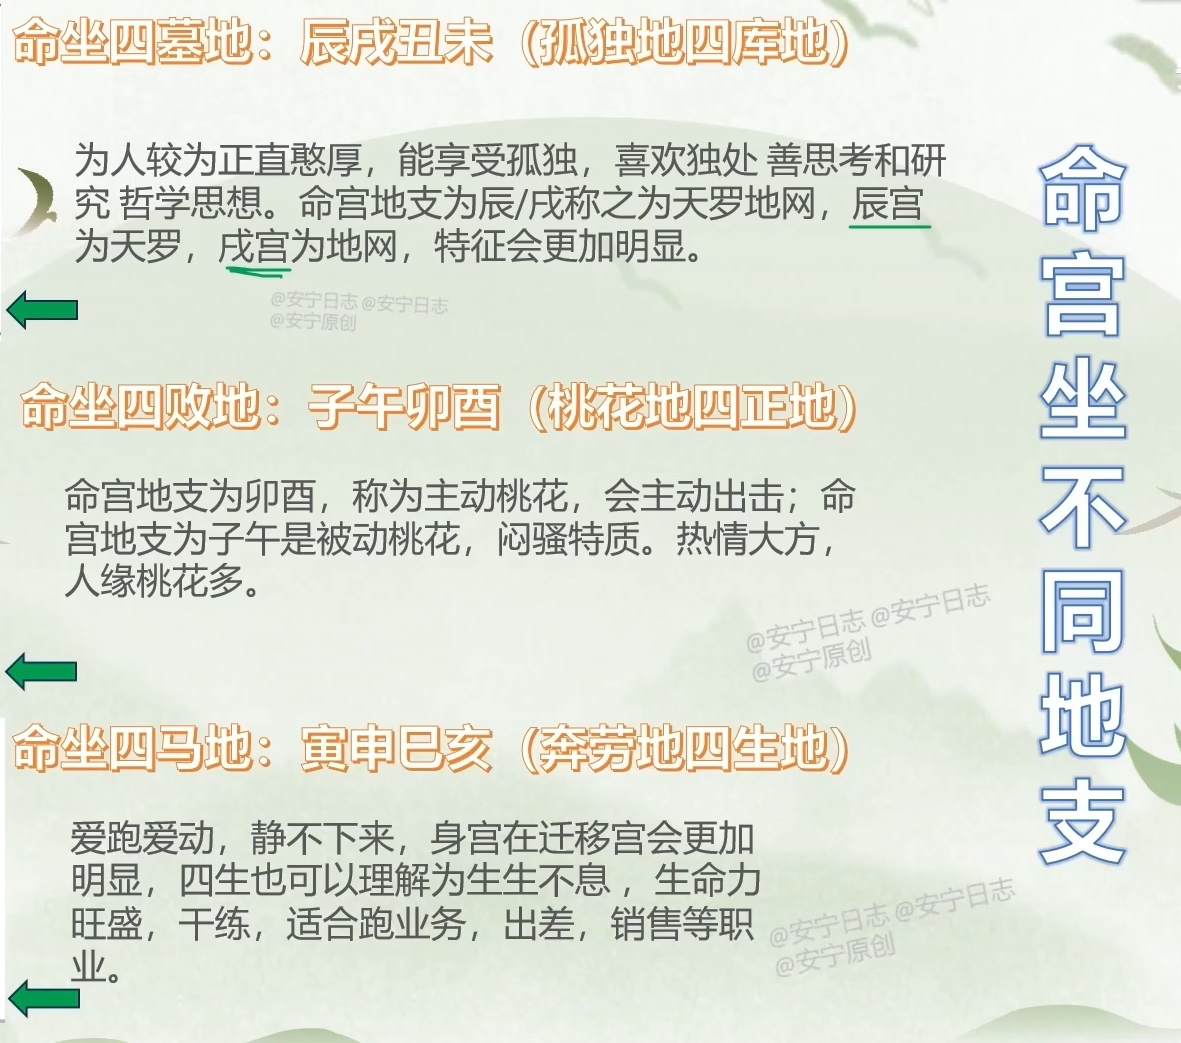 命坐四墓地：辰戌丑未（孤独地四库地）
为人较为正直憨厚，能享受孤独，喜欢独处 善思考和研
究 哲学思想。命宫地支为辰/戌称之为天罗地网，辰宫
为天罗，戌宫为地网，特征会更加明显。
@安宁日志 @安宁日志
@安宁原创
命坐四败地：子午卯酉（桃花地四正地）
命宫地支为卯酉，称为主动桃花，会主动出击；命
宫地支为子午是被动桃花，闷骚特质。热情大方，
人缘桃花多。
@安宁日志 @安宁日志
@安宁原创
命坐四马地：寅申巳亥（奔劳地四生地）
爱跑爱动，静不下来，身宫在迁移宫会更加
明显，四生也可以理解为生生不息 ，生命力
旺盛，干练，适合跑业务，出差，销售等职
业。
@安宁日志 @安宁日志
@安宁原创
命宫坐不同地支